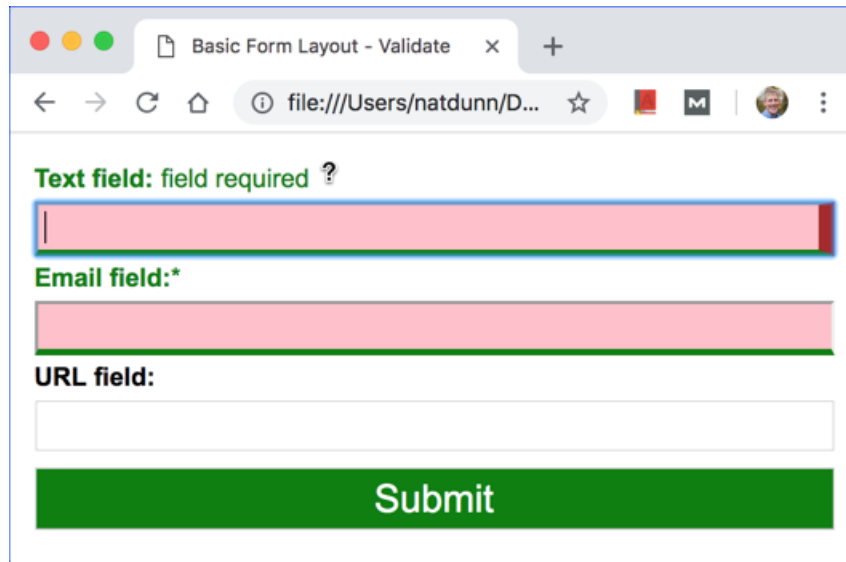 Basic Form Layout - Validate
file:///Users/natdunn/D...
M
Text field: field required ?
Email field:*
URL field:
Submit